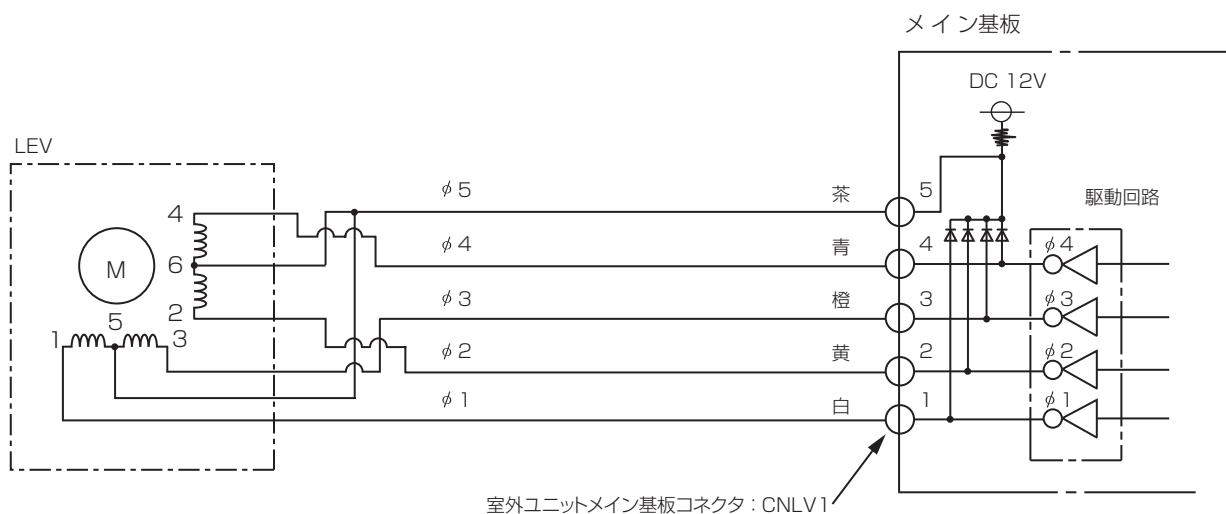 メイン基板
DC 12V
LEV
駆動回路
φ5 茶 5
4
φ4 青 4 φ4
6
M
φ3 橙 3 φ3
2
1 5 3
φ2 黄 2 φ2
φ1 白 1 φ1
室外ユニットメイン基板コネクタ：CNLV1